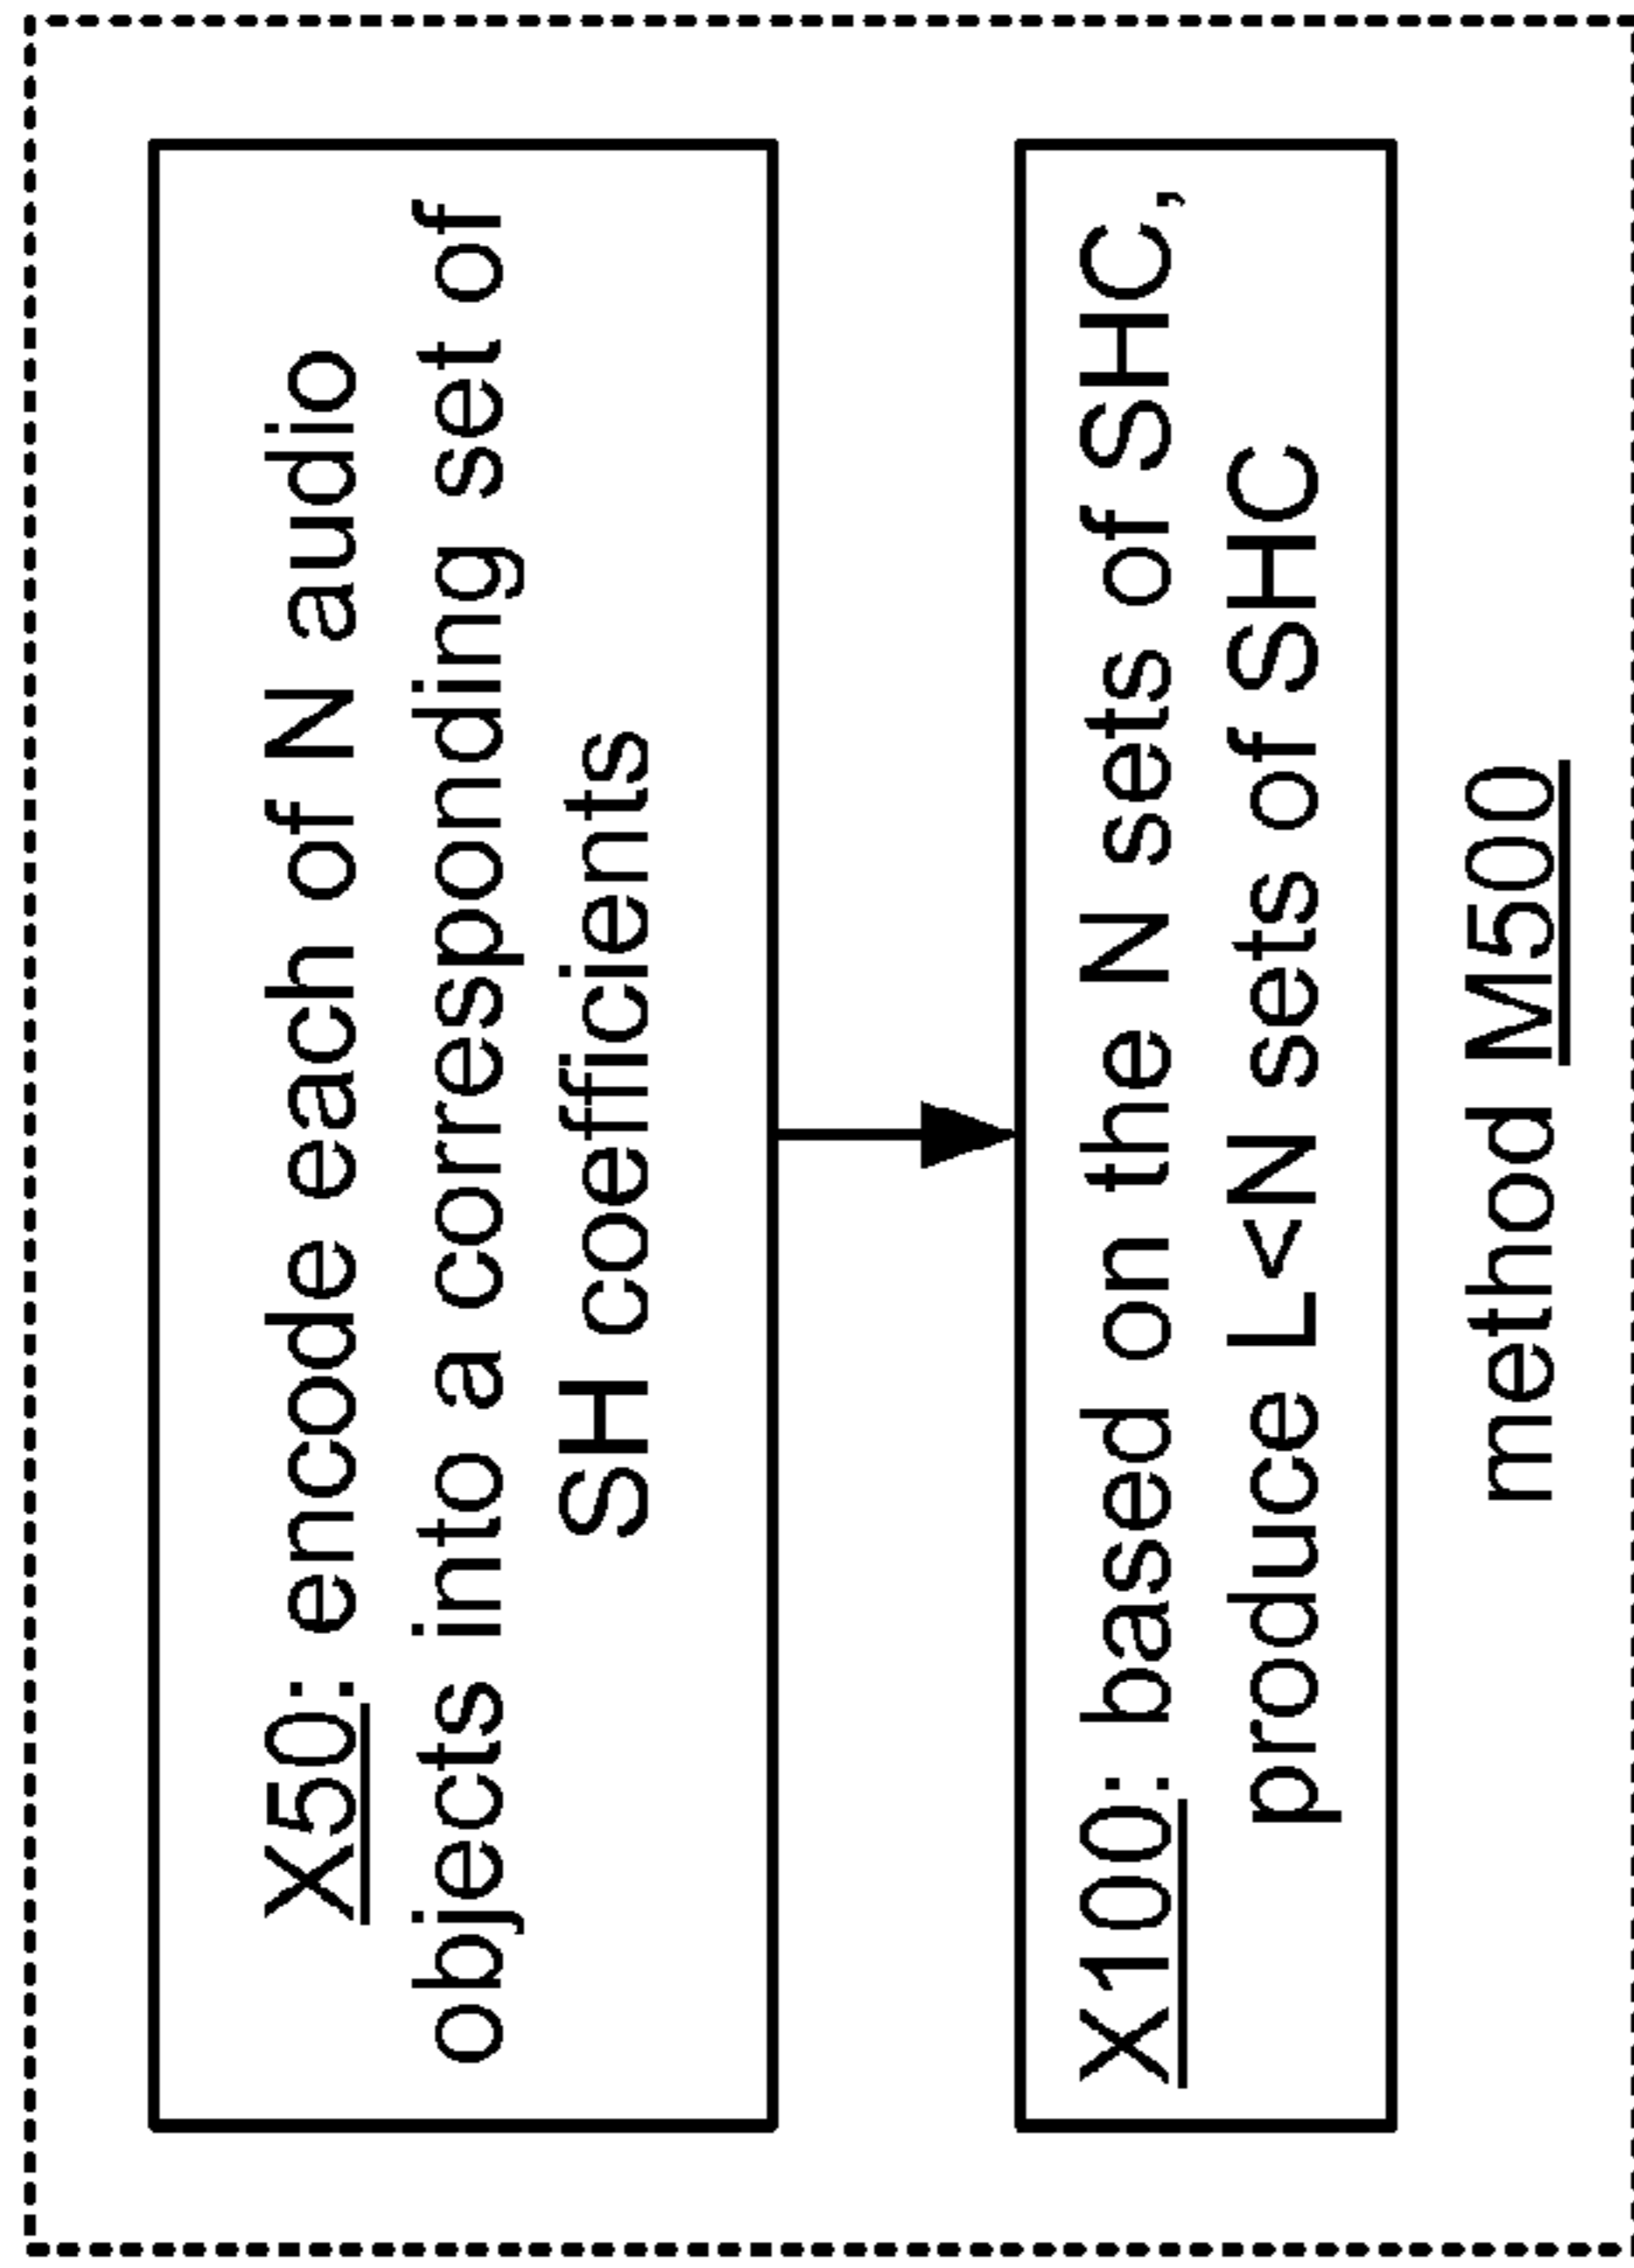 X50: encode each of N audio
objects into a corresponding set of
SH coefficients
X100: based on the N sets of SHC,
produce L<N sets of SHC
method M500